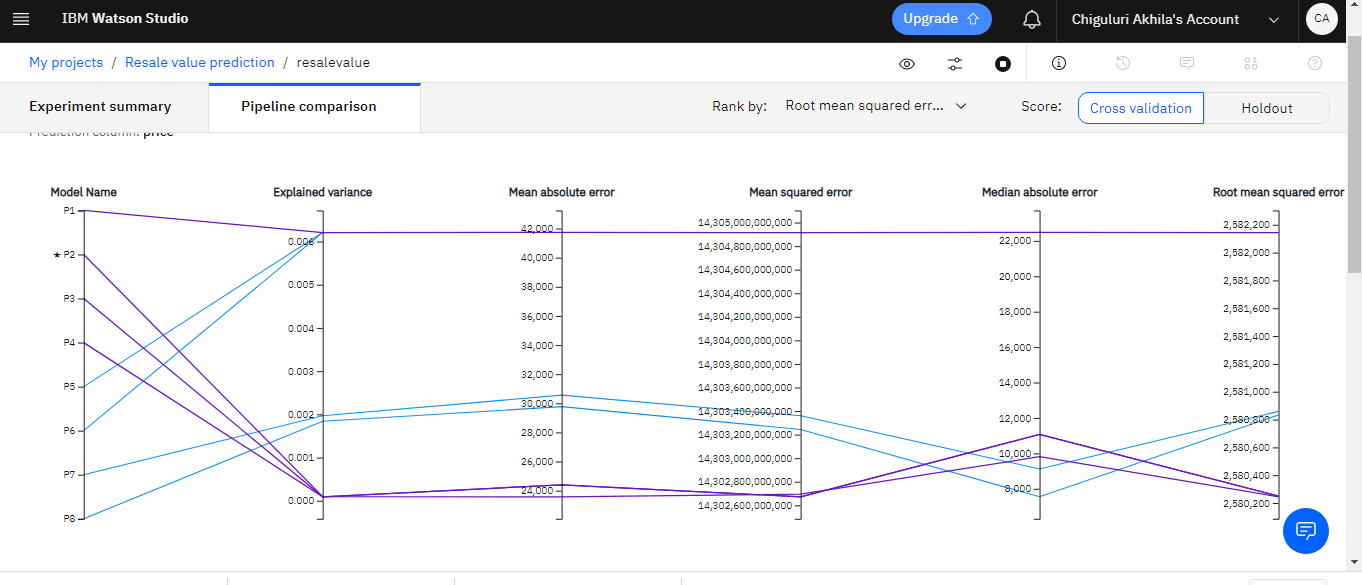 IBM Watson Studio
Upgrade
Chiguluri Akhila's Account
CA
My projects / Resale value prediction / resalevalue
Experiment summary
Pipeline comparison
Rank by:
Root mean squared err...
Score:
Cross validation
Holdout
Prediction column: price
Model Name
Explained variance
Mean absolute error
Mean squared error
Median absolute error
Root mean squared error
P1
★ P2
P3
P4
P5
P6
P7
P8
0.006
0.005
0.004
0.003
0.002
0.001
0.000
42,000
40,000
38,000
36,000
34,000
32,000
30,000
28,000
26,000
24,000
14,305,000,000,000
14,304,800,000,000
14,304,600,000,000
14,304,400,000,000
14,304,200,000,000
14,304,000,000,000
14,303,800,000,000
14,303,600,000,000
14,303,400,000,000
14,303,200,000,000
14,303,000,000,000
14,302,800,000,000
14,302,600,000,000
22,000
20,000
18,000
16,000
14,000
12,000
10,000
8,000
2,582,200
2,582,000
2,581,800
2,581,600
2,581,400
2,581,200
2,581,000
2,580,800
2,580,600
2,580,400
2,580,200